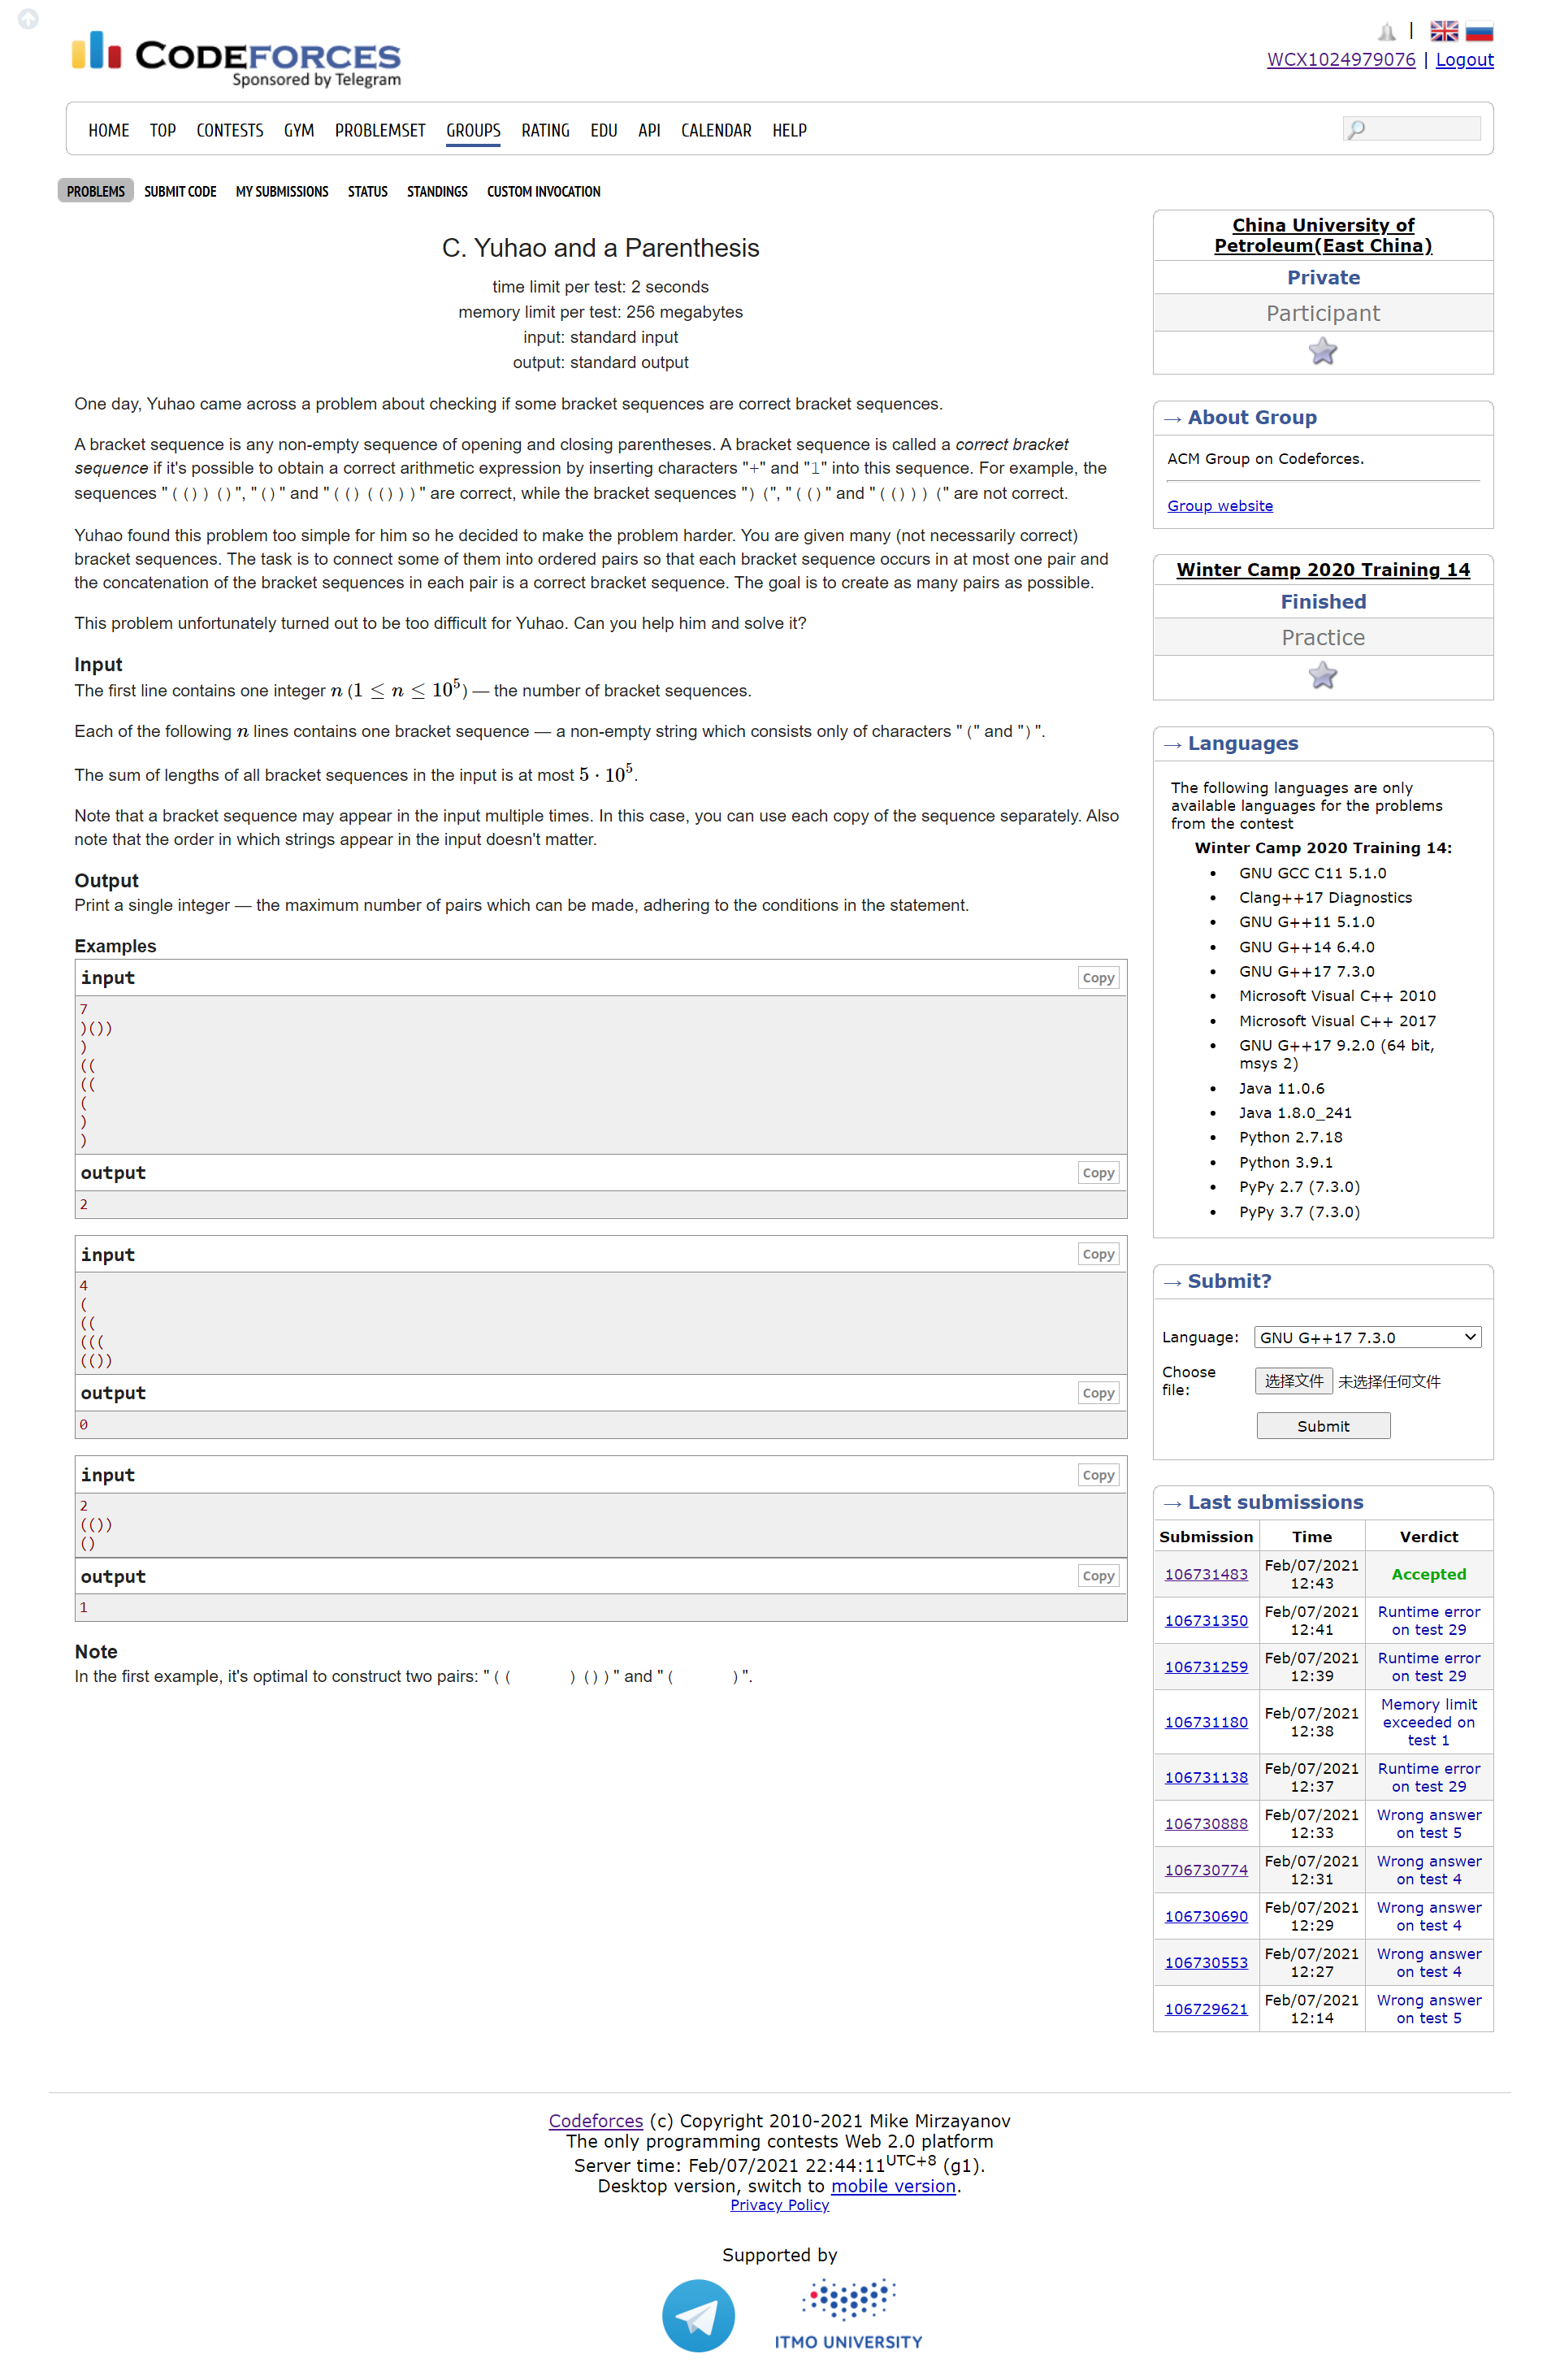 CODEFORCES
Sponsored by Telegram
|
WCX1024979076 | Logout
HOME TOP CONTESTS GYM PROBLEMSET GROUPS RATING EDU API CALENDAR HELP
PROBLEMS SUBMIT CODE MY SUBMISSIONS STATUS STANDINGS CUSTOM INVOCATION
C. Yuhao and a Parenthesis
time limit per test: 2 seconds
memory limit per test: 256 megabytes
input: standard input
output: standard output
One day, Yuhao came across a problem about checking if some bracket sequences are correct bracket sequences.
A bracket sequence is any non-empty sequence of opening and closing parentheses. A bracket sequence is called a correct bracket
sequence if it's possible to obtain a correct arithmetic expression by inserting characters "+" and "1" into this sequence. For example, the
sequences "(())()", "()" and "(()(()))" are correct, while the bracket sequences ")(", "(()" and "(()))(" are not correct.
Yuhao found this problem too simple for him so he decided to make the problem harder. You are given many (not necessarily correct)
bracket sequences. The task is to connect some of them into ordered pairs so that each bracket sequence occurs in at most one pair and
the concatenation of the bracket sequences in each pair is a correct bracket sequence. The goal is to create as many pairs as possible.
This problem unfortunately turned out to be too difficult for Yuhao. Can you help him and solve it?
Input
The first line contains one integer n (1 ≤ n ≤ 10^5) — the number of bracket sequences.
Each of the following n lines contains one bracket sequence — a non-empty string which consists only of characters "(" and ")".
The sum of lengths of all bracket sequences in the input is at most 5 · 10^5.
Note that a bracket sequence may appear in the input multiple times. In this case, you can use each copy of the sequence separately. Also
note that the order in which strings appear in the input doesn't matter.
Output
Print a single integer — the maximum number of pairs which can be made, adhering to the conditions in the statement.
Examples
input Copy
7
)())
)
((
((
(
)
)
output Copy
2
input Copy
4
(
((
(((
(())
output Copy
0
input Copy
2
(())
()
output Copy
1
Note
In the first example, it's optimal to construct two pairs: "((     )())" and "(     )".
China University of
Petroleum(East China)
Private
Participant
→ About Group
ACM Group on Codeforces.
Group website
Winter Camp 2020 Training 14
Finished
Practice
→ Languages
The following languages are only
available languages for the problems
from the contest
Winter Camp 2020 Training 14:
• GNU GCC C11 5.1.0
• Clang++17 Diagnostics
• GNU G++11 5.1.0
• GNU G++14 6.4.0
• GNU G++17 7.3.0
• Microsoft Visual C++ 2010
• Microsoft Visual C++ 2017
• GNU G++17 9.2.0 (64 bit,
msys 2)
• Java 11.0.6
• Java 1.8.0_241
• Python 2.7.18
• Python 3.9.1
• PyPy 2.7 (7.3.0)
• PyPy 3.7 (7.3.0)
→ Submit?
Language: GNU G++17 7.3.0
Choose
file: 选择文件 未选择任何文件
Submit
→ Last submissions
Submission Time Verdict
106731483 Feb/07/2021 12:43 Accepted
106731350 Feb/07/2021 12:41 Runtime error on test 29
106731259 Feb/07/2021 12:39 Runtime error on test 29
106731180 Feb/07/2021 12:38 Memory limit exceeded on test 1
106731138 Feb/07/2021 12:37 Runtime error on test 29
106730888 Feb/07/2021 12:33 Wrong answer on test 5
106730774 Feb/07/2021 12:31 Wrong answer on test 4
106730690 Feb/07/2021 12:29 Wrong answer on test 4
106730553 Feb/07/2021 12:27 Wrong answer on test 4
106729621 Feb/07/2021 12:14 Wrong answer on test 5
Codeforces (c) Copyright 2010-2021 Mike Mirzayanov
The only programming contests Web 2.0 platform
Server time: Feb/07/2021 22:44:11 UTC+8 (g1).
Desktop version, switch to mobile version.
Privacy Policy
Supported by
ITMO UNIVERSITY